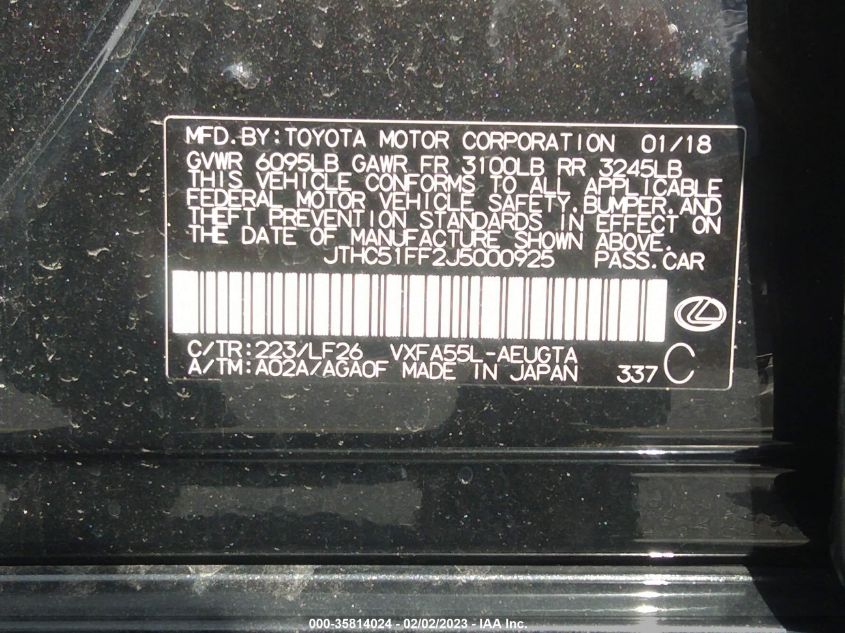 MFD.BY:TOYOTA MOTOR CORPORATION 01/18
GVWR 6095LB GAWR FR 3100LB RR 3245LB
THIS VEHICLE CONFORMS TO ALL APPLICABLE
FEDERAL MOTOR VEHICLE SAFETY, BUMPER, AND
THEFT PREVENTION STANDARDS IN EFFECT ON
THE DATE OF MANUFACTURE SHOWN ABOVE.
JTHC51FF2J5000925 PASS.CAR
C/TR:223/LF26 VXFA55L-AEUGTA
A/TM:A02A/AGA0F MADE IN JAPAN 337 C
000-35814024 - 02/02/2023 - IAA Inc.